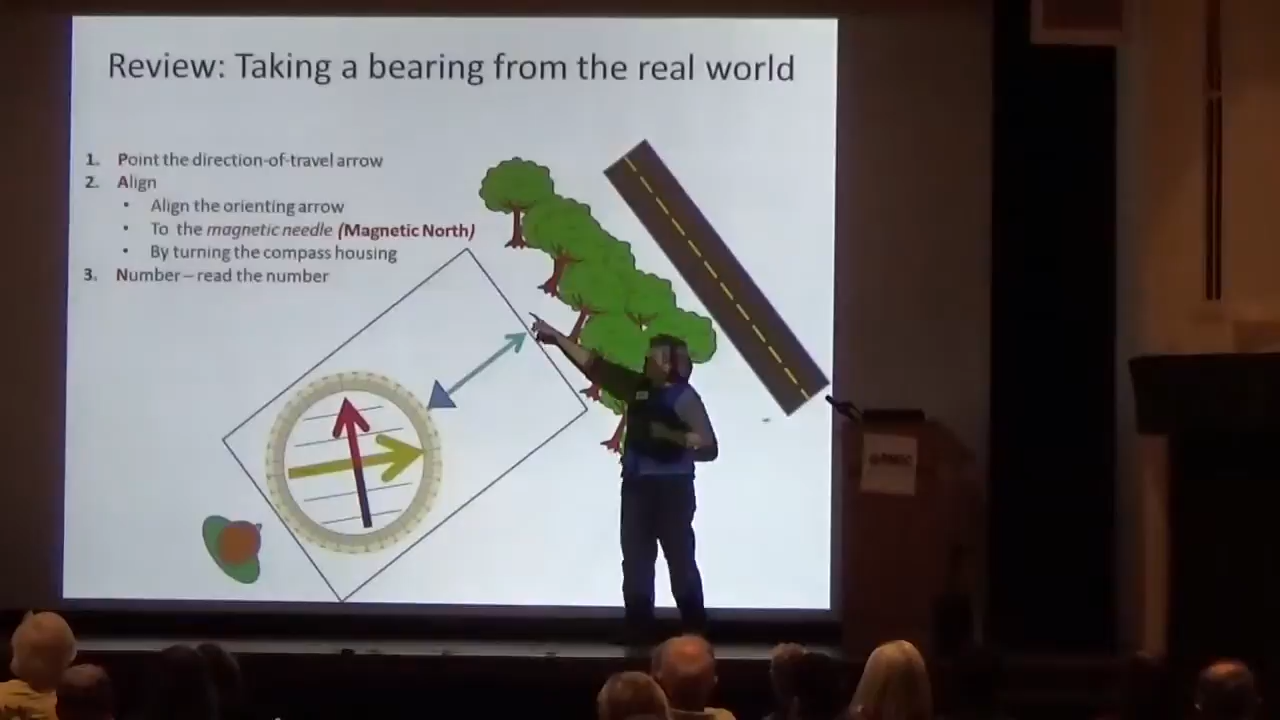 Review: Taking a bearing from the real world
1. Point the direction-of-travel arrow
2. Align
• Align the orienting arrow
• To the magnetic needle (Magnetic North)
• By turning the compass housing
3. Number – read the number